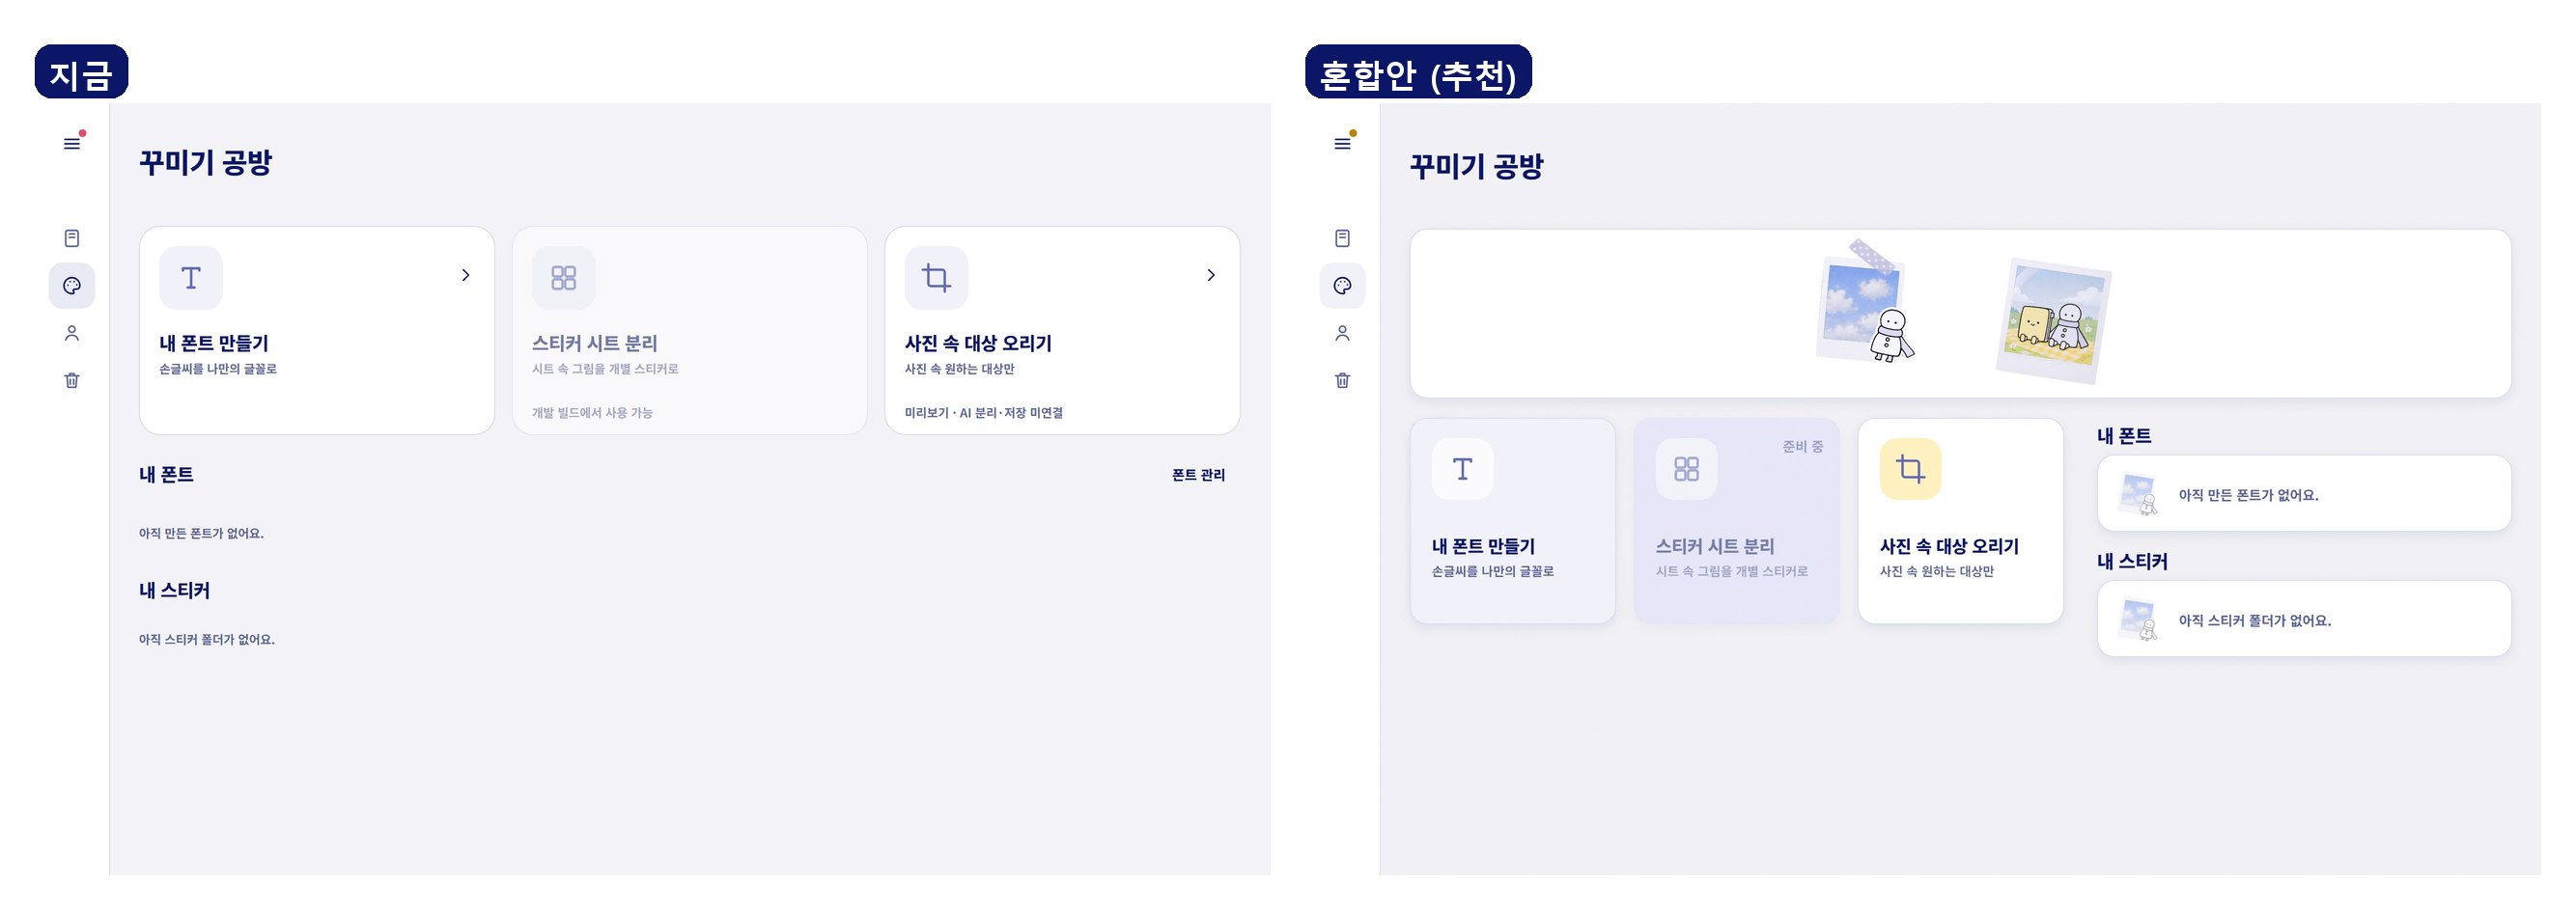 지금
꾸미기 공방
내 폰트 만들기
손글씨를 나만의 글꼴로
스티커 시트 분리
시트 속 그림을 개별 스티커로
개발 빌드에서 사용 가능
사진 속 대상 오리기
사진 속 원하는 대상만
미리보기 · AI 분리·저장 미연결
내 폰트
폰트 관리
아직 만든 폰트가 없어요.
내 스티커
아직 스티커 폴더가 없어요.
혼합안 (추천)
꾸미기 공방
내 폰트 만들기
손글씨를 나만의 글꼴로
준비 중
스티커 시트 분리
시트 속 그림을 개별 스티커로
사진 속 대상 오리기
사진 속 원하는 대상만
내 폰트
아직 만든 폰트가 없어요.
내 스티커
아직 스티커 폴더가 없어요.